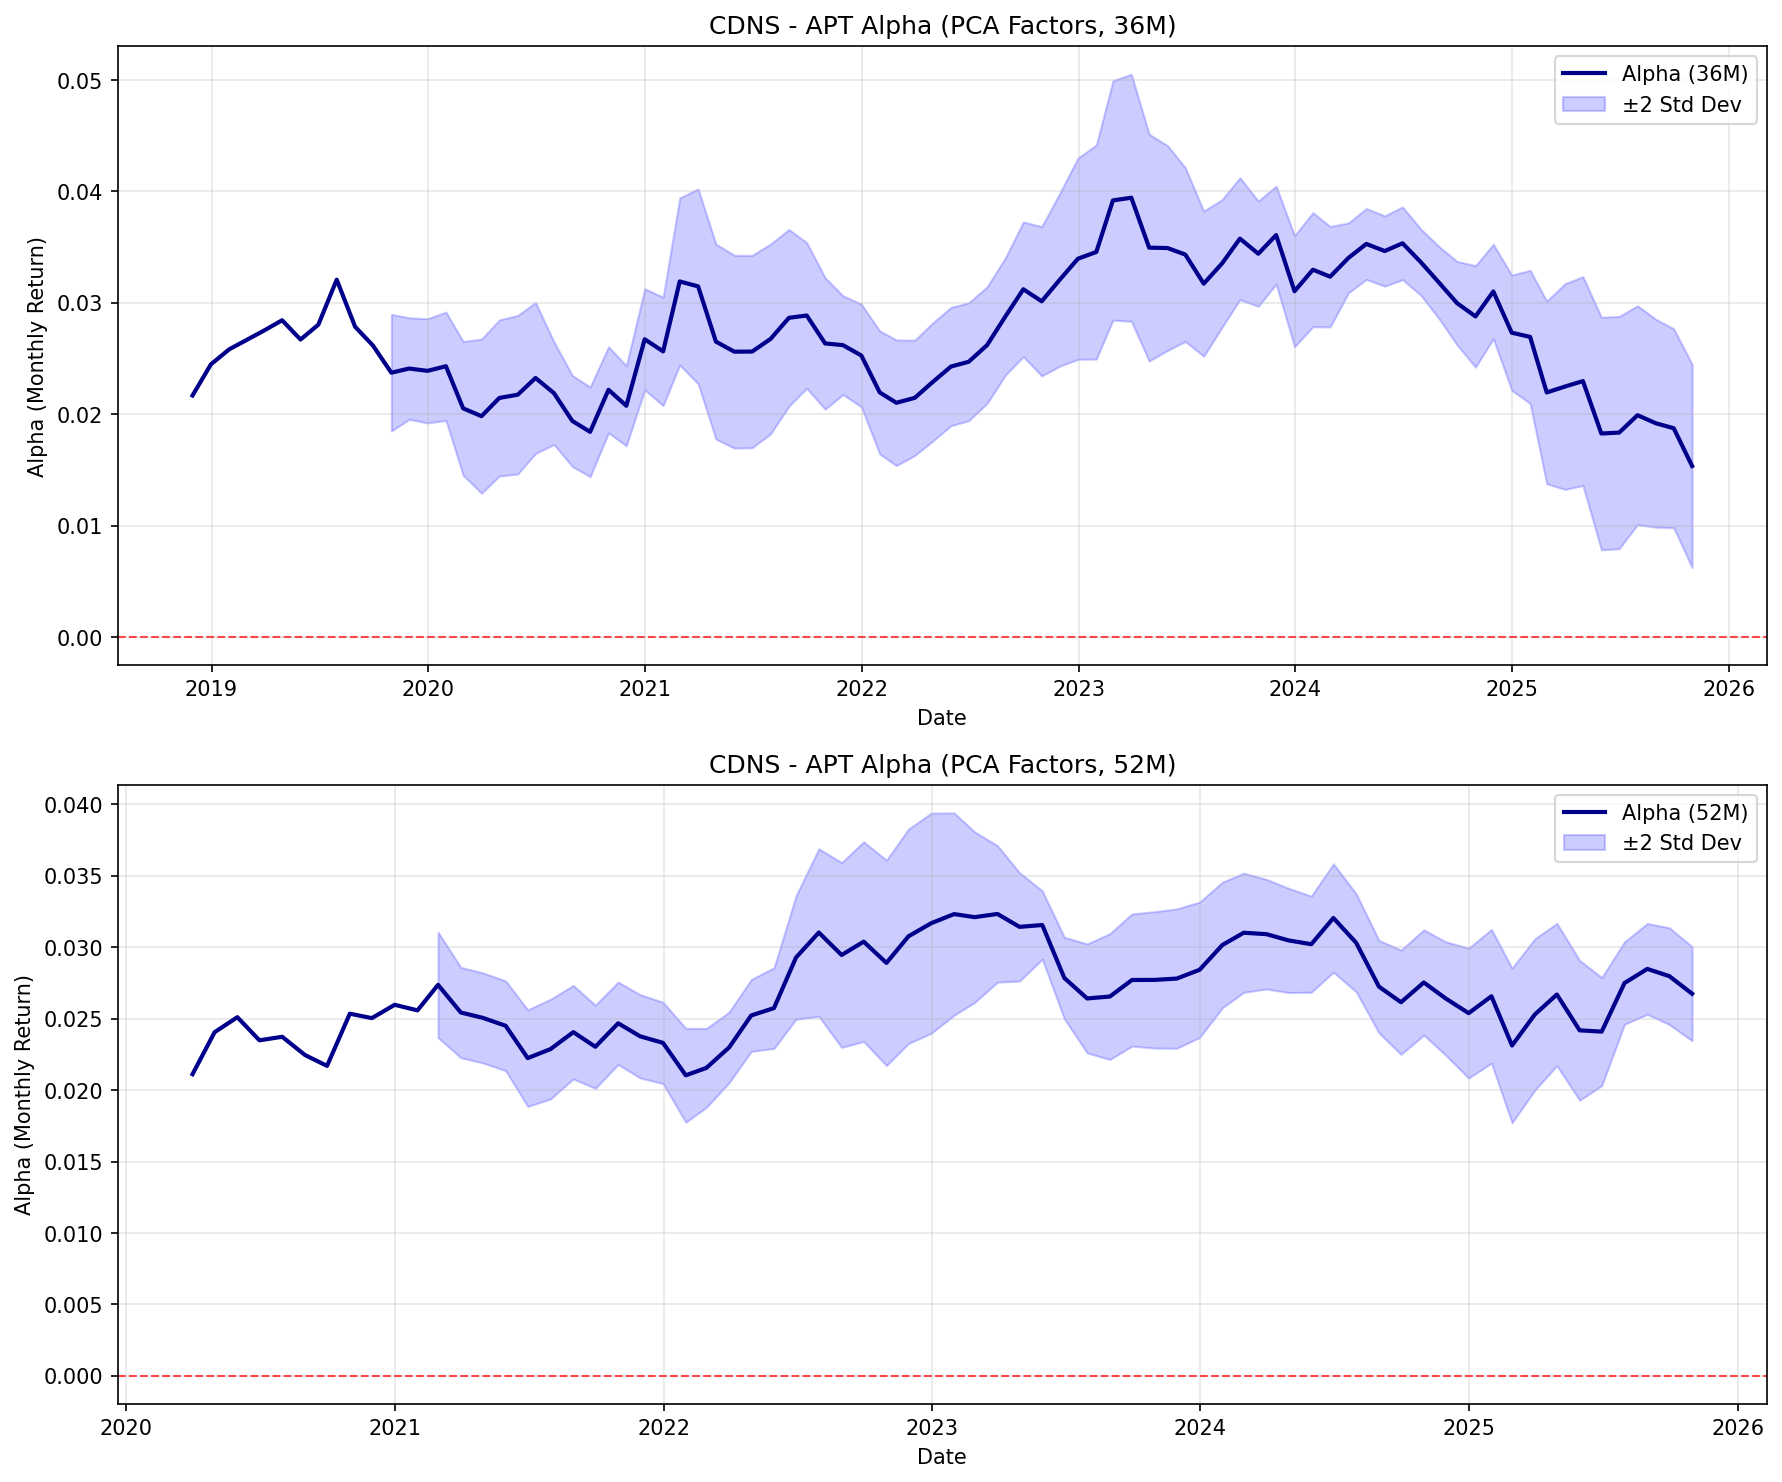 CDNS - APT Alpha (PCA Factors, 36M)
Alpha (36M)
±2 Std Dev
Alpha (Monthly Return)
0.05
0.04
0.03
0.02
0.01
0.00
2019 2020 2021 2022 2023 2024 2025 2026
Date
CDNS - APT Alpha (PCA Factors, 52M)
Alpha (52M)
±2 Std Dev
Alpha (Monthly Return)
0.040
0.035
0.030
0.025
0.020
0.015
0.010
0.005
0.000
2020 2021 2022 2023 2024 2025 2026
Date